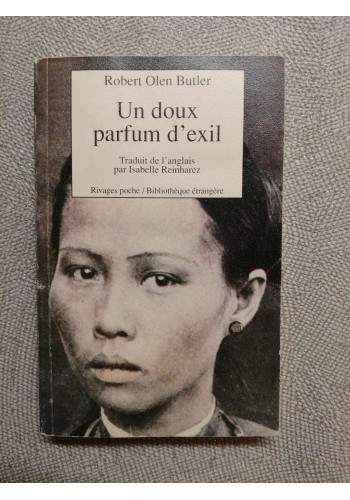 Robert Olen Butler
Un doux
parfum d'exil
Traduit de l'anglais
par Isabelle Reinharez
Rivages poche / Bibliothèque étrangère